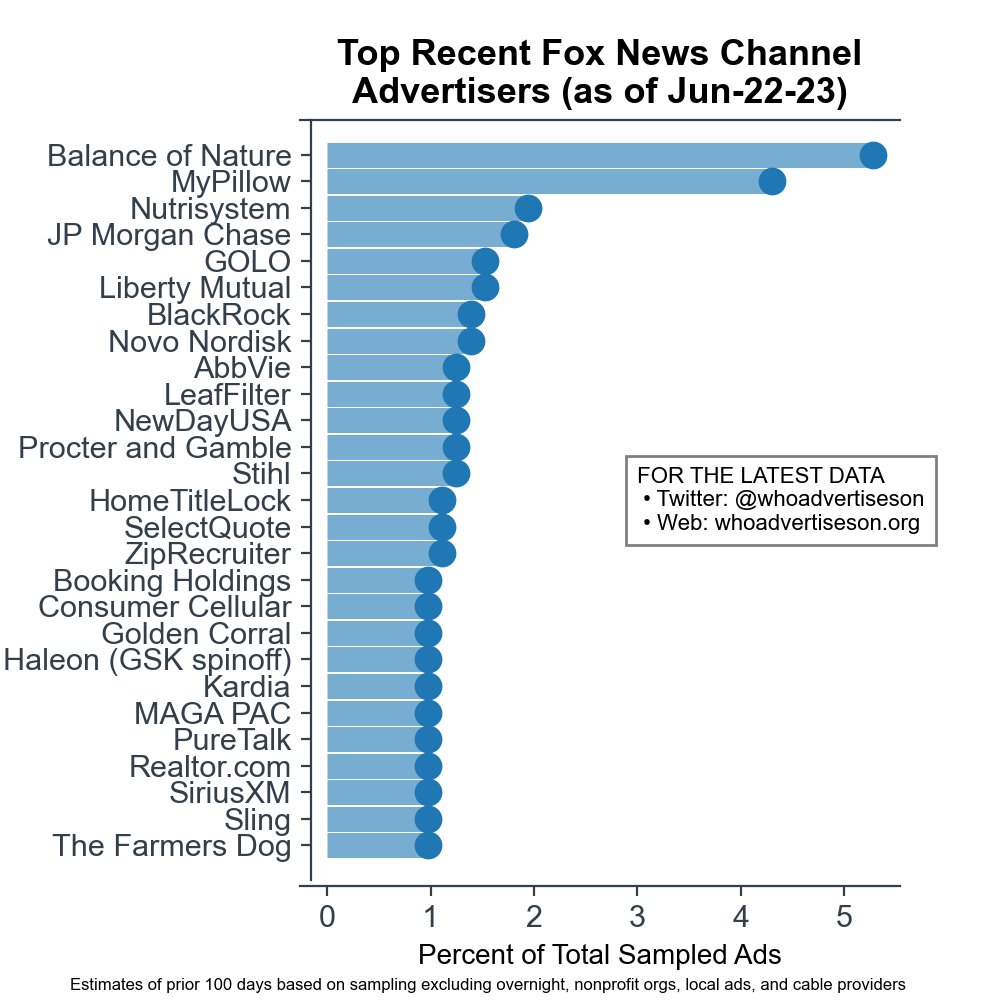 Top Recent Fox News Channel
Advertisers (as of Jun-22-23)
Balance of Nature
MyPillow
Nutrisystem
JP Morgan Chase
GOLO
Liberty Mutual
BlackRock
Novo Nordisk
AbbVie
LeafFilter
NewDayUSA
Procter and Gamble
Stihl
HomeTitleLock
SelectQuote
ZipRecruiter
Booking Holdings
Consumer Cellular
Golden Corral
Haleon (GSK spinoff)
Kardia
MAGA PAC
PureTalk
Realtor.com
SiriusXM
Sling
The Farmers Dog
FOR THE LATEST DATA
• Twitter: @whoadvertiseson
• Web: whoadvertiseson.org
0 1 2 3 4 5
Percent of Total Sampled Ads
Estimates of prior 100 days based on sampling excluding overnight, nonprofit orgs, local ads, and cable providers